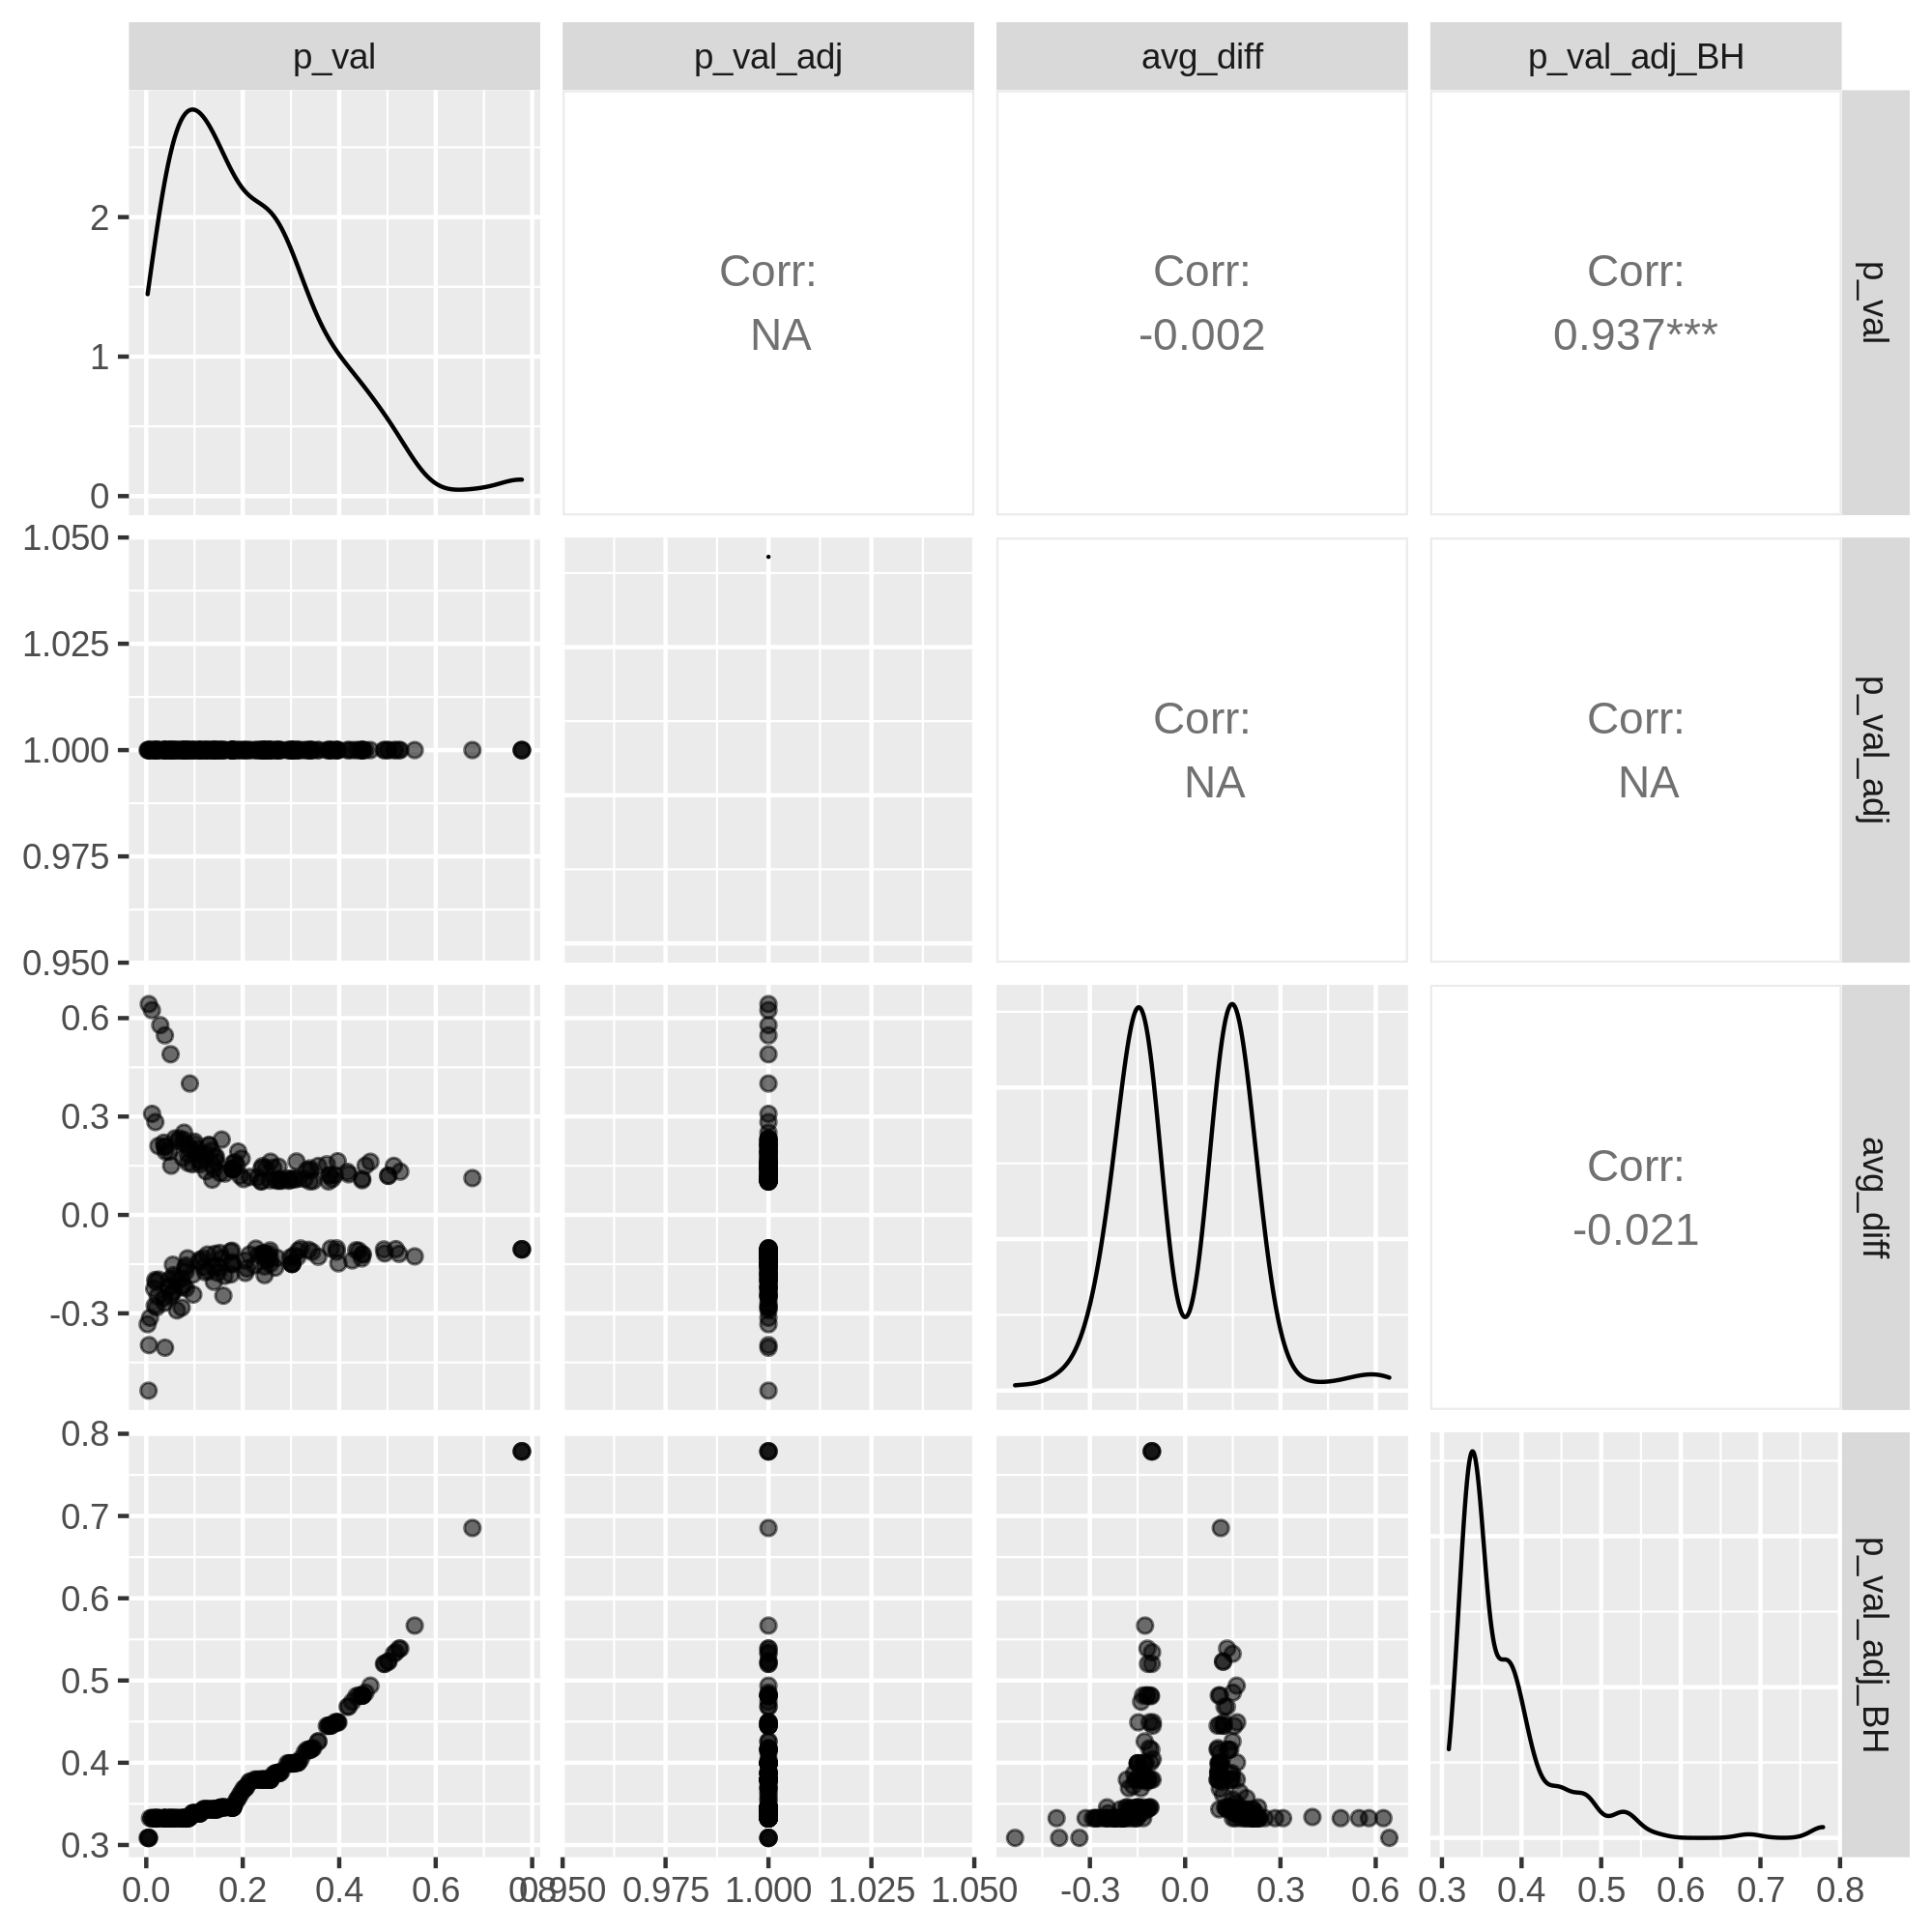 p_val p_val_adj avg_diff p_val_adj_BH
2
1
0
Corr:
NA
Corr:
-0.002
Corr:
0.937***
p_val
1.050
1.025
1.000
0.975
0.950
Corr:
NA
Corr:
NA
p_val_adj
0.6
0.3
0.0
-0.3
Corr:
-0.021
avg_diff
0.8
0.7
0.6
0.5
0.4
0.3
p_val_adj_BH
0.0 0.2 0.4 0.6 0.8
0.950 0.975 1.000 1.025 1.050
-0.3 0.0 0.3 0.6
0.3 0.4 0.5 0.6 0.7 0.8